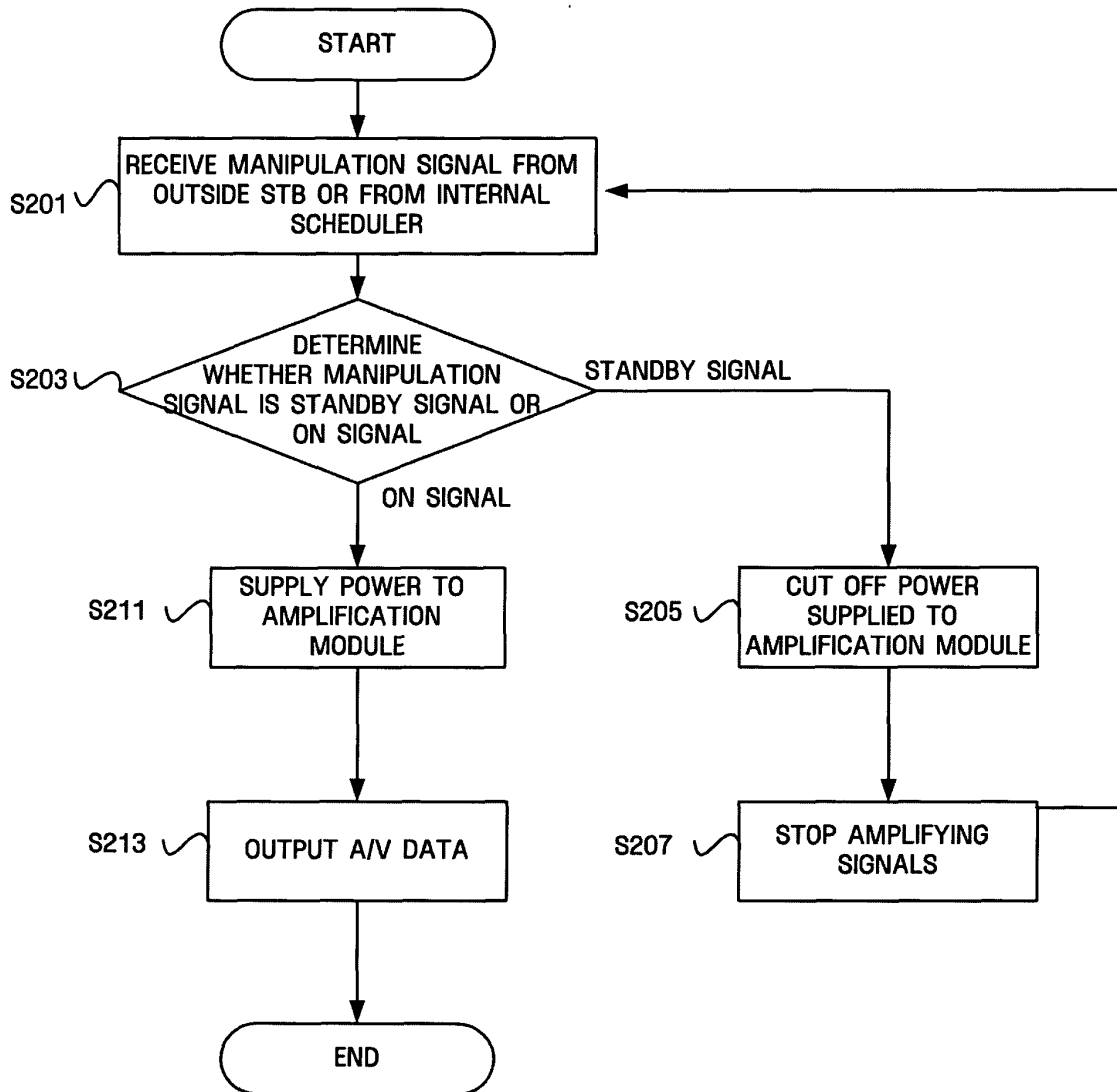 START
RECEIVE MANIPULATION SIGNAL FROM
OUTSIDE STB OR FROM INTERNAL
SCHEDULER
S201
DETERMINE
WHETHER MANIPULATION
SIGNAL IS STANDBY SIGNAL OR
ON SIGNAL
S203
STANDBY SIGNAL
ON SIGNAL
SUPPLY POWER TO
AMPLIFICATION
MODULE
S211
CUT OFF POWER
SUPPLIED TO
AMPLIFICATION MODULE
S205
OUTPUT A/V DATA
S213
STOP AMPLIFYING
SIGNALS
S207
END